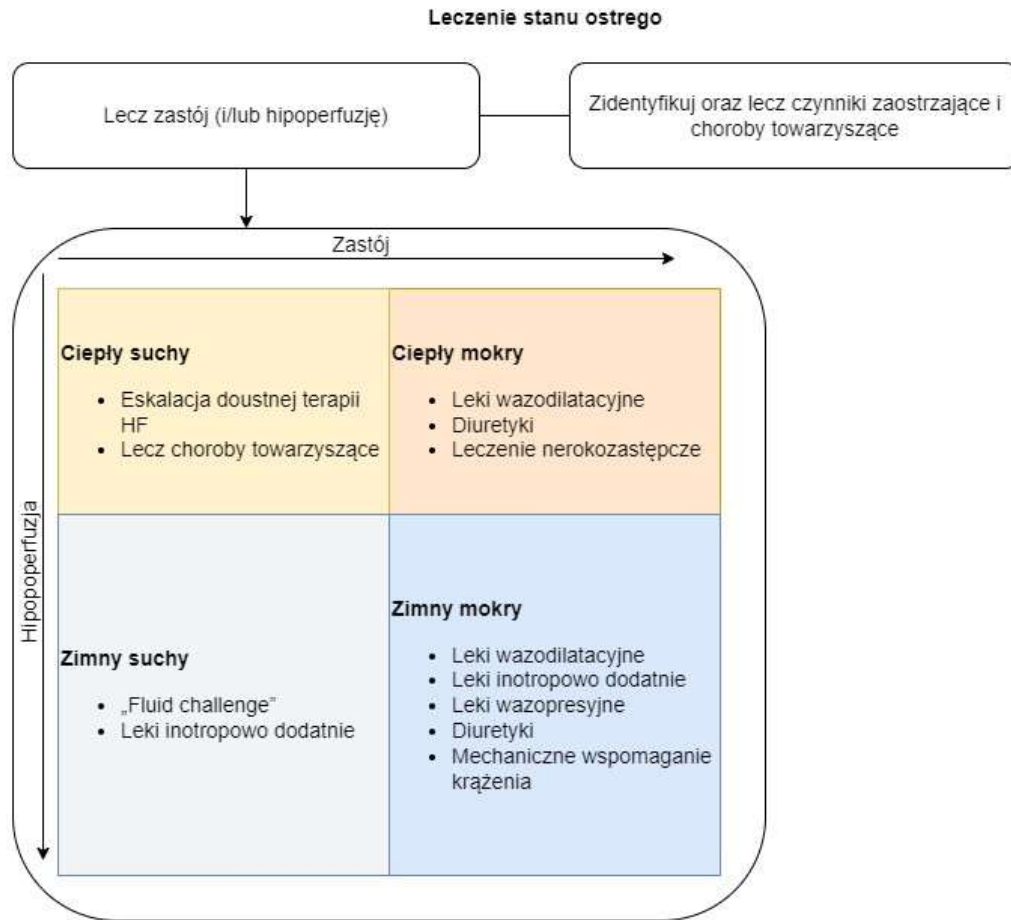 Leczenie stanu ostrego
Lecz zastój (i/lub hipoperfuzję)
Zidentyfikuj oraz lecz czynniki zaostrzające i
choroby towarzyszące
Zastój
Hipopoperfuzja
Ciepły suchy
• Eskalacja doustnej terapii
HF
• Lecz choroby towarzyszące
Ciepły mokry
• Leki wazodilatacyjne
• Diuretyki
• Leczenie nerokozastępcze
Zimny suchy
• „Fluid challenge”
• Leki inotropowo dodatnie
Zimny mokry
• Leki wazodilatacyjne
• Leki inotropowo dodatnie
• Leki wazopresyjne
• Diuretyki
• Mechaniczne wspomaganie
krążenia